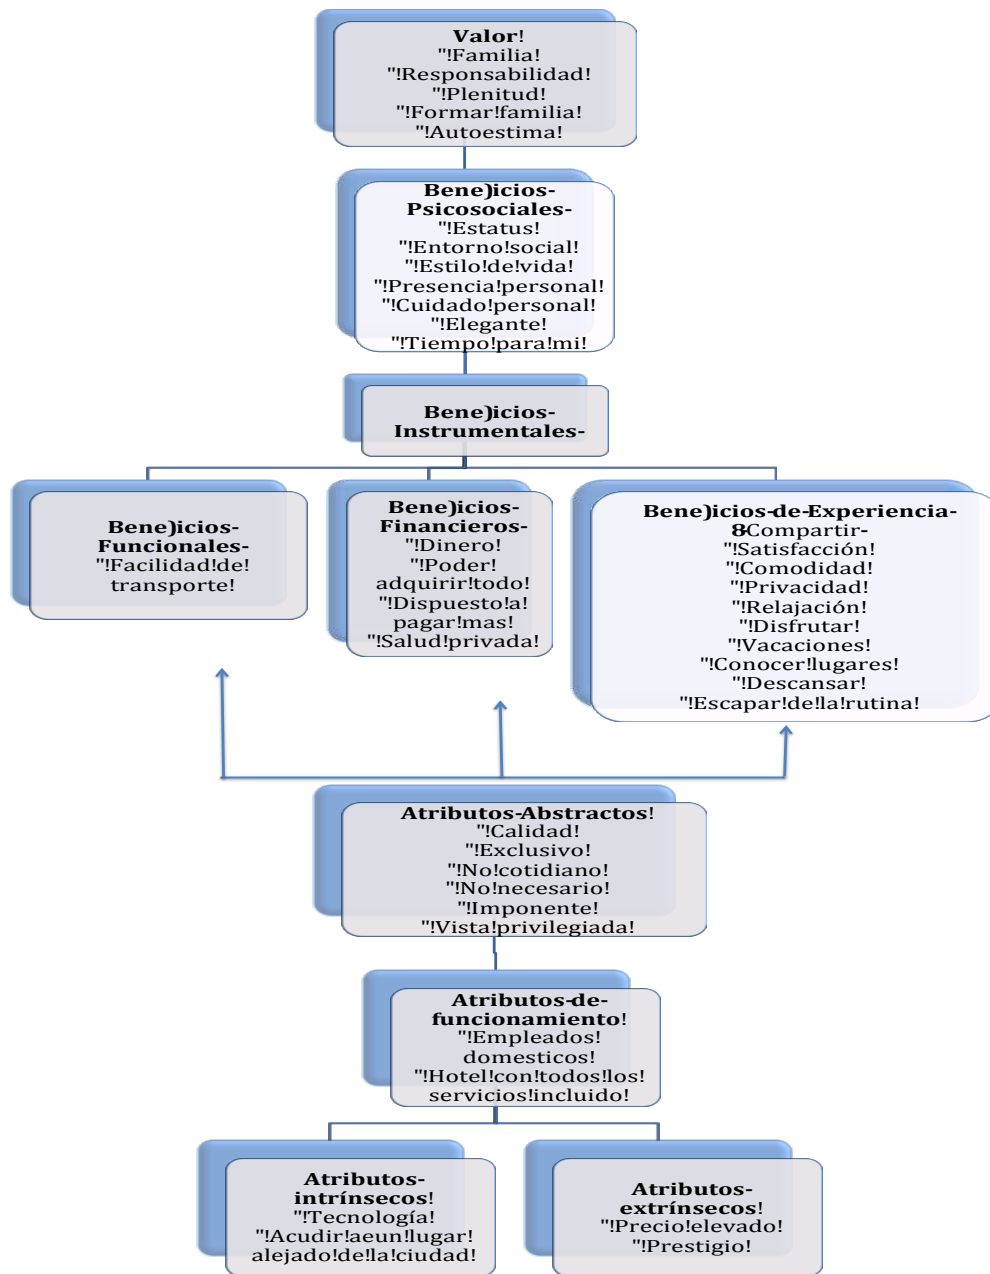 Valor!
"!Familia!
"!Responsabilidad!
"!Plenitud!
"!Formar!familia!
"!Autoestima!
Bene)icios-
Psicosociales-
"!Estatus!
"!Entorno!social!
"!Estilo!de!vida!
"!Presencia!personal!
"!Cuidado!personal!
"!Elegante!
"!Tiempo!para!mi!
Bene)icios-
Instrumentales-
Bene)icios-
Funcionales-
"!Facilidad!de!
transporte!
Bene)icios-
Financieros-
"!Dinero!
"!Poder!
adquirir!todo!
"!Dispuesto!a!
pagar!mas!
"!Salud!privada!
Bene)icios-de-Experiencia-
8-Compartir-
"!Satisfacción!
"!Comodidad!
"!Privacidad!
"!Relajación!
"!Disfrutar!
"!Vacaciones!
"!Conocer!lugares!
"!Descansar!
"!Escapar!de!la!rutina!
Atributos-Abstractos!
"!Calidad!
"!Exclusivo!
"!No!cotidiano!
"!No!necesario!
"!Imponente!
"!Vista!privilegiada!
Atributos-de-
funcionamiento!
"!Empleados!
domesticos!
"!Hotel!con!todos!los!
servicios!incluido!
Atributos-
intrínsecos!
"!Tecnología!
"!Acudir!aeun!lugar!
alejado!de!la!ciudad!
Atributos-
extrínsecos!
"!Precio!elevado!
"!Prestigio!